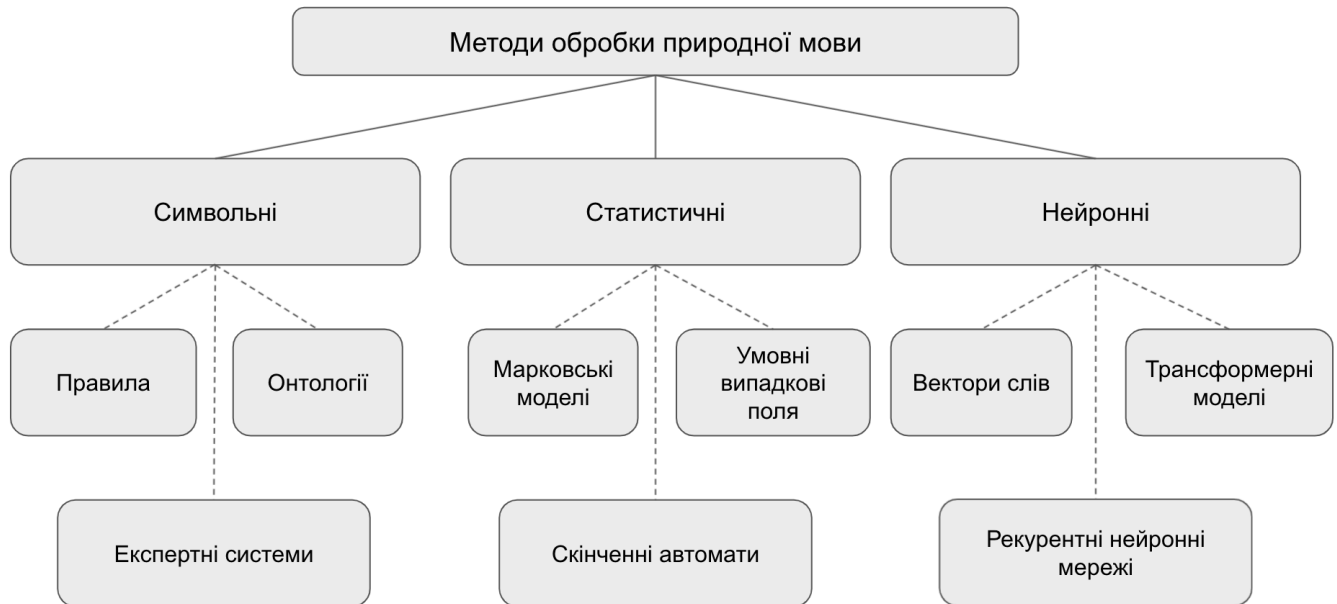 Методи обробки природної мови
Символьні
Статистичні
Нейронні
Правила
Онтології
Марковські
моделі
Умовні
випадкові
поля
Вектори слів
Трансформерні
моделі
Експертні системи
Скінченні автомати
Рекурентні нейронні
мережі